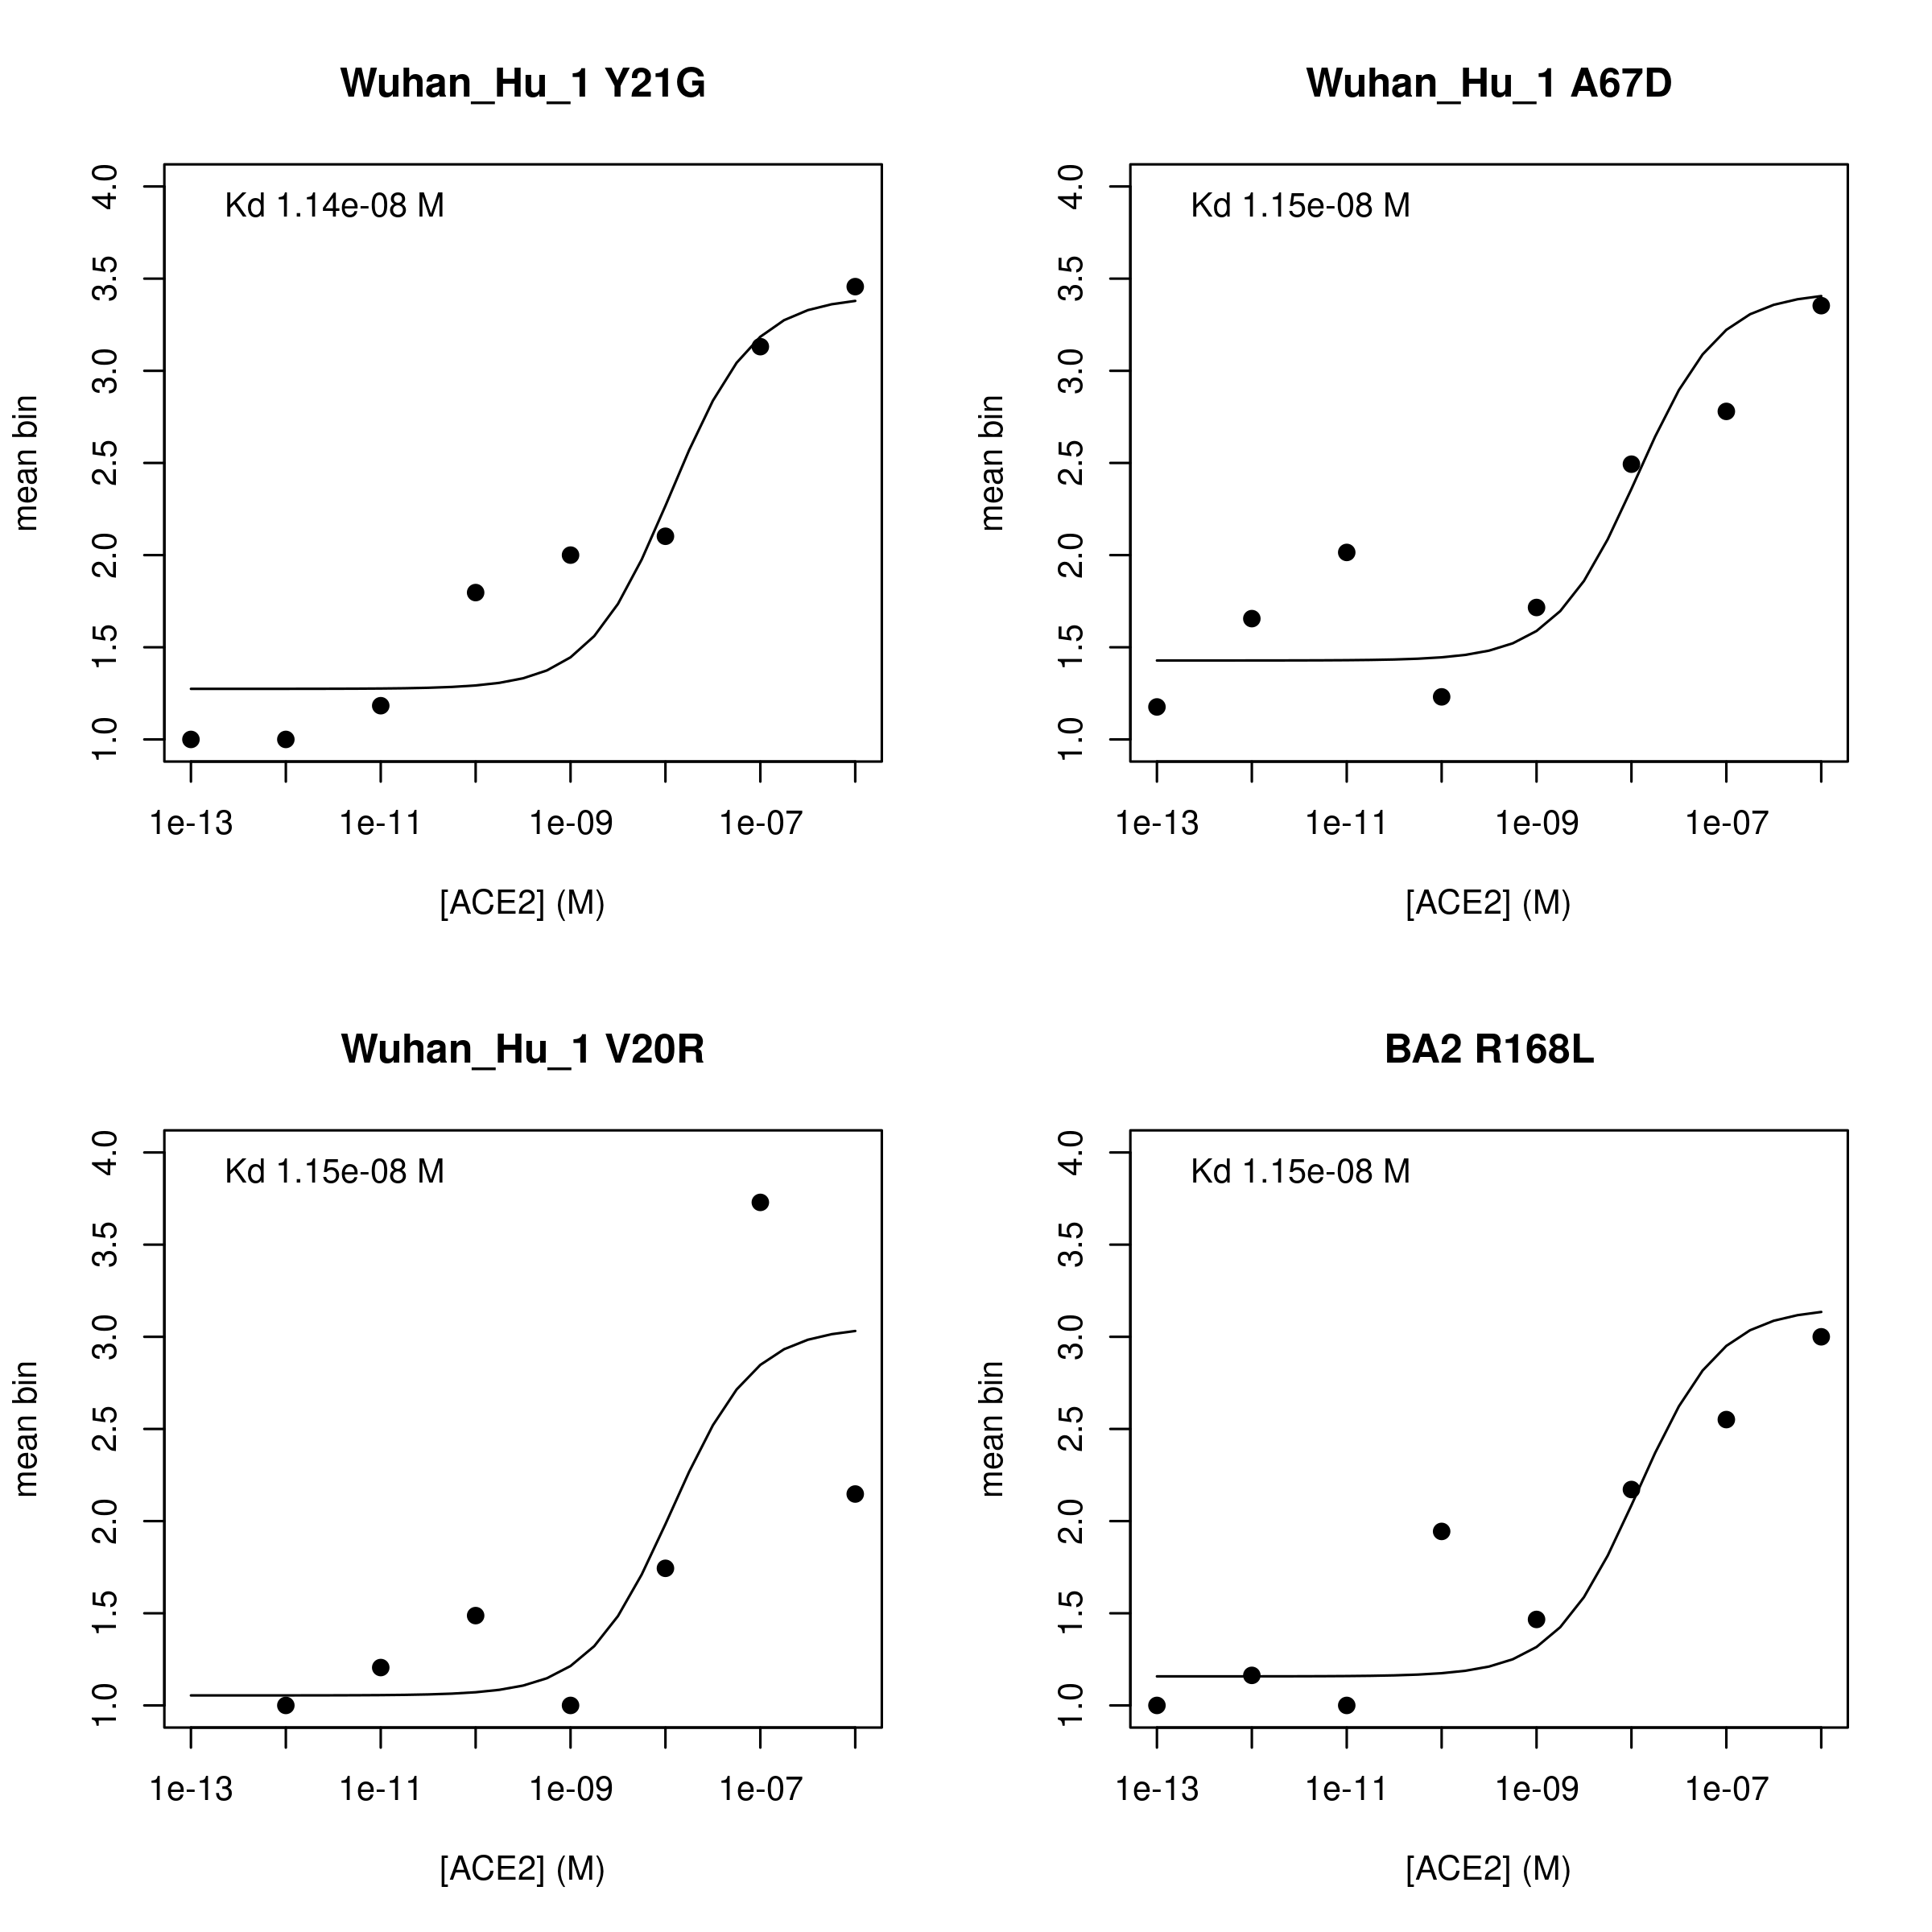 Wuhan_Hu_1 Y21G
Kd 1.14e-08 M
mean bin
4.0
3.5
3.0
2.5
2.0
1.5
1.0
1e-13 1e-11 1e-09 1e-07
[ACE2] (M)
Wuhan_Hu_1 A67D
Kd 1.15e-08 M
mean bin
4.0
3.5
3.0
2.5
2.0
1.5
1.0
1e-13 1e-11 1e-09 1e-07
[ACE2] (M)
Wuhan_Hu_1 V20R
Kd 1.15e-08 M
mean bin
4.0
3.5
3.0
2.5
2.0
1.5
1.0
1e-13 1e-11 1e-09 1e-07
[ACE2] (M)
BA2 R168L
Kd 1.15e-08 M
mean bin
4.0
3.5
3.0
2.5
2.0
1.5
1.0
1e-13 1e-11 1e-09 1e-07
[ACE2] (M)